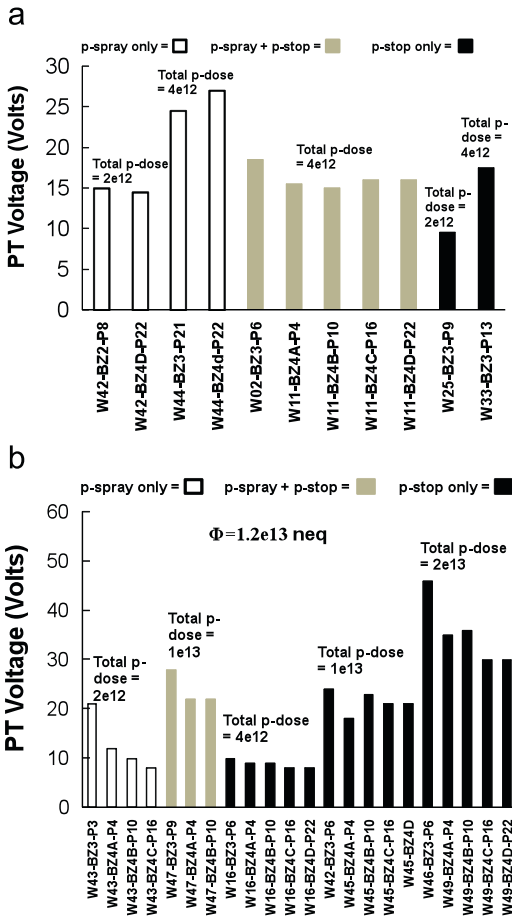 a
p-spray only =
p-spray + p-stop =
p-stop only =
PT Voltage (Volts)
30
25
20
15
10
5
0
Total p-dose
= 2e12
Total p-dose
= 4e12
Total p-dose
= 4e12
Total p-
dose =
2e12
Total p-
dose =
4e12
W42-BZ2-P8
W42-BZ4D-P22
W44-BZ3-P21
W44-BZ4d-P22
W02-BZ3-P6
W11-BZ4A-P4
W11-BZ4B-P10
W11-BZ4C-P16
W11-BZ4D-P22
W25-BZ3-P9
W33-BZ3-P13
b
p-spray only =
p-spray + p-stop =
p-stop only =
PT Voltage (Volts)
60
50
40
30
20
10
0
Φ=1.2e13 neq
Total p-
dose =
2e12
Total p-
dose =
1e13
Total p-dose
= 4e12
Total p-dose
= 1e13
Total p-dose
= 2e13
W43-BZ3-P3
W43-BZ4A-P4
W43-BZ4B-P10
W43-BZ4C-P16
W47-BZ3-P9
W47-BZ4A-P4
W47-BZ4B-P10
W16-BZ3-P6
W16-BZ4A-P4
W16-BZ4B-P10
W16-BZ4C-P16
W16-BZ4D-P22
W42-BZ3-P6
W45-BZ4A-P4
W45-BZ4B-P10
W45-BZ4C-P16
W45-BZ4D
W46-BZ3-P6
W49-BZ4A-P4
W49-BZ4B-P10
W49-BZ4C-P16
W49-BZ4D-P22